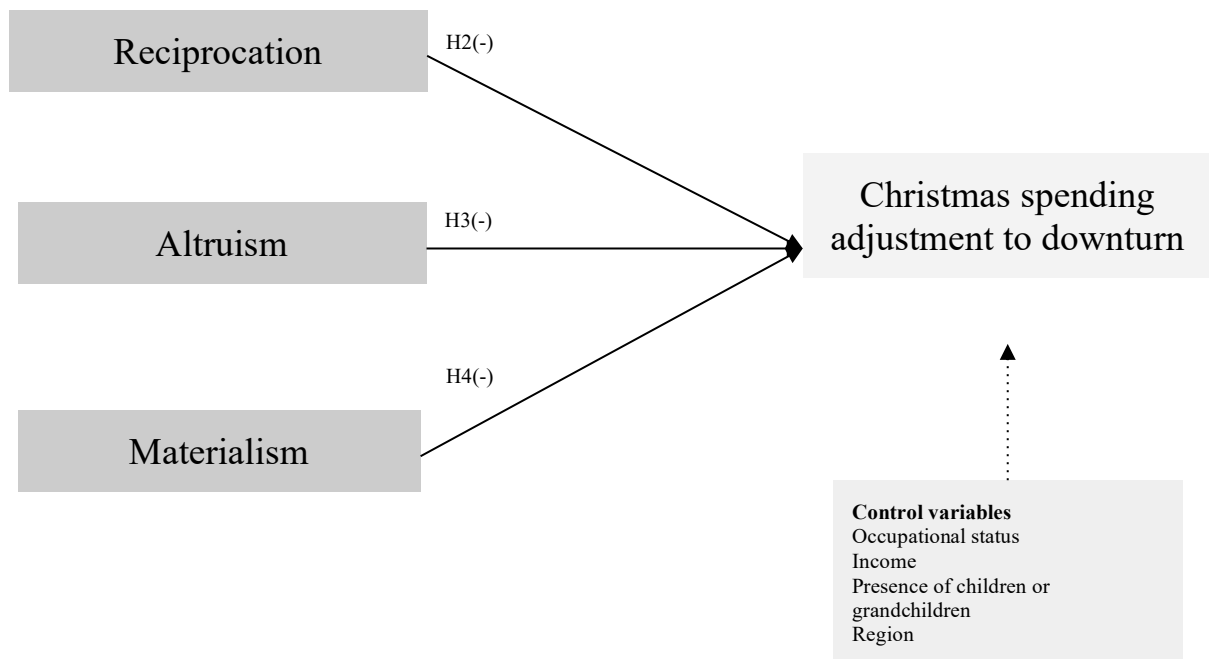 Reciprocation
H2(-)
Altruism
H3(-)
Materialism
H4(-)
Christmas spending
adjustment to downturn
Control variables
Occupational status
Income
Presence of children or
grandchildren
Region